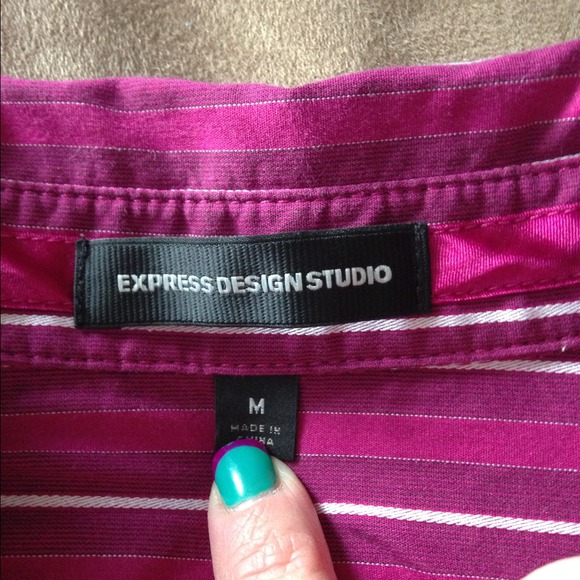 EXPRESS DESIGN STUDIO
M
MADE IN
CHINA